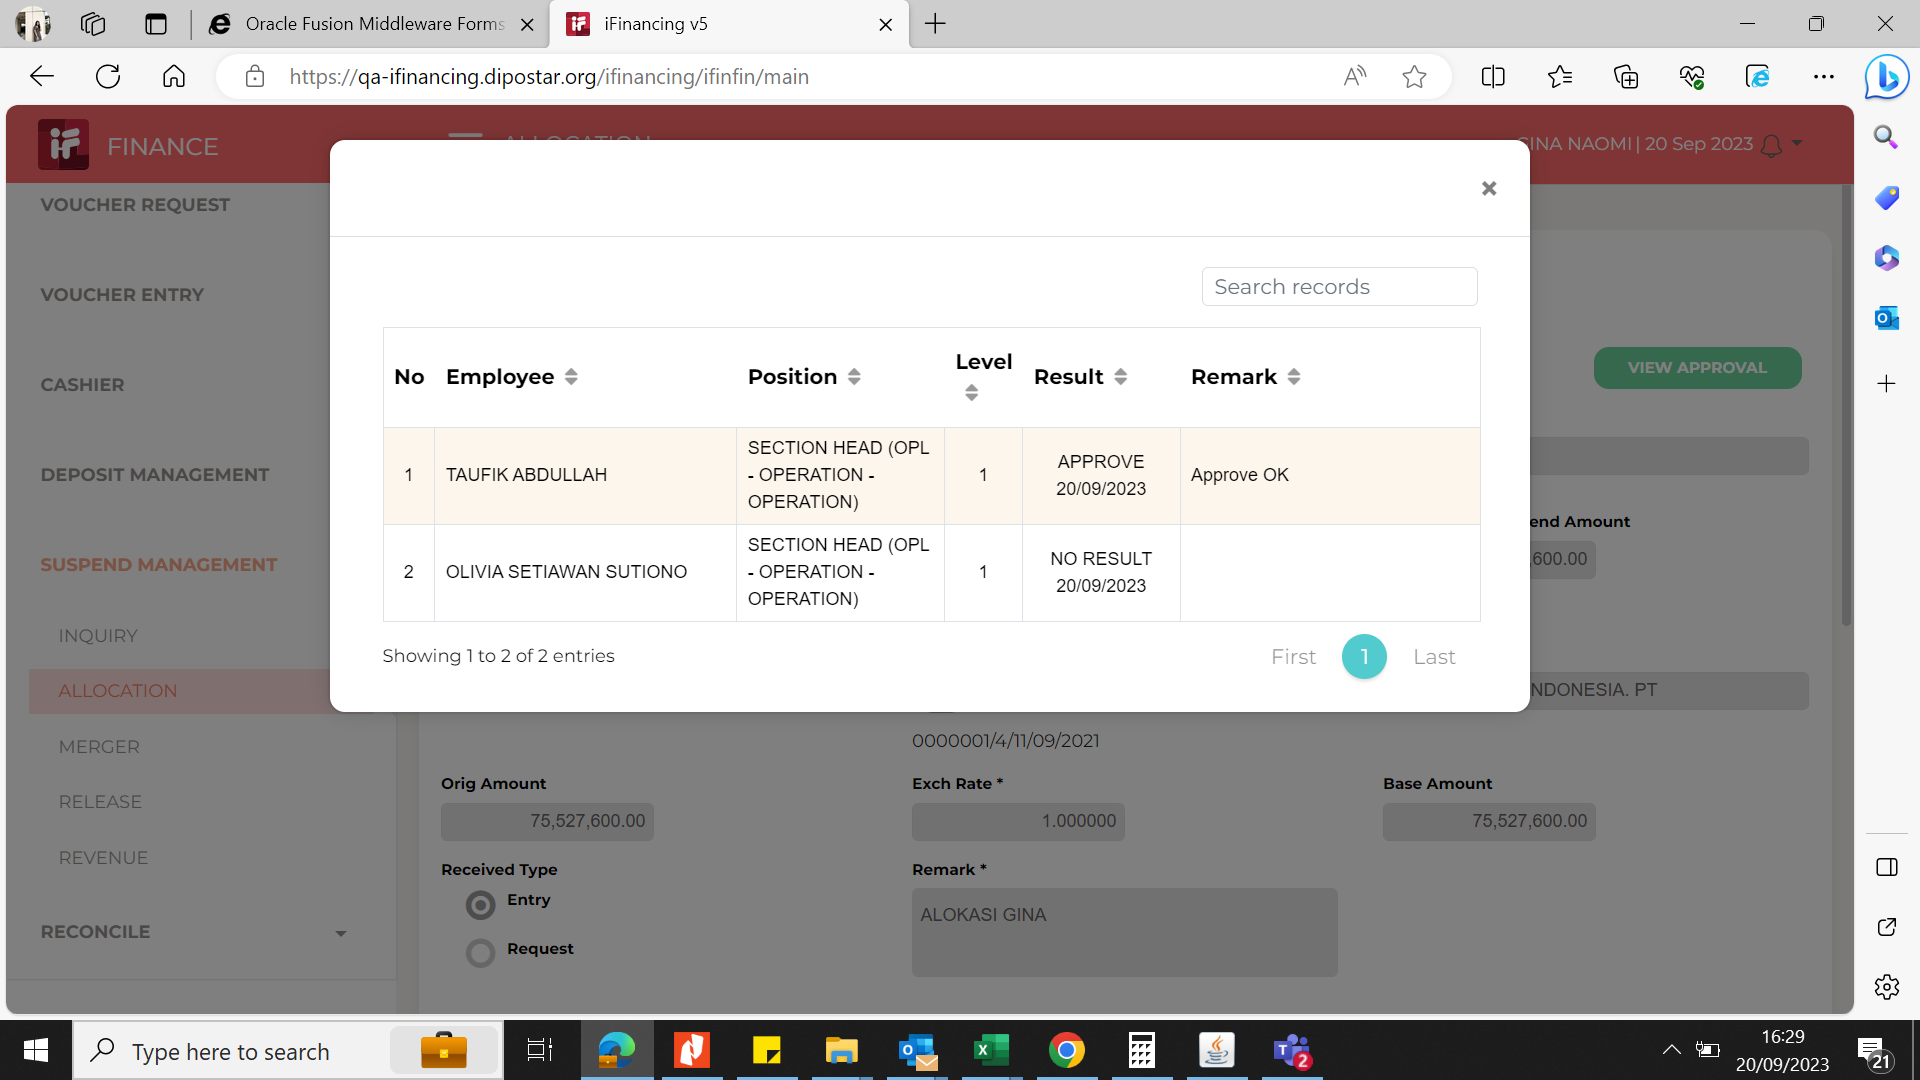 Oracle Fusion Middleware Forms
iFinancing v5
https://qa-ifinancing.dipostar.org/ifinancing/ifinfin/main
FINANCE
ALLOCATION
INA NAOMI | 20 Sep 2023
VOUCHER REQUEST
VOUCHER ENTRY
CASHIER
DEPOSIT MANAGEMENT
SUSPEND MANAGEMENT
INQUIRY
ALLOCATION
MERGER
RELEASE
REVENUE
RECONCILE
Search records
No Employee Position Level Result Remark
1 TAUFIK ABDULLAH SECTION HEAD (OPL - OPERATION - OPERATION) 1 APPROVE 20/09/2023 Approve OK
2 OLIVIA SETIAWAN SUTIONO SECTION HEAD (OPL - OPERATION - OPERATION) 1 NO RESULT 20/09/2023
Showing 1 to 2 of 2 entries
First 1 Last
VIEW APPROVAL
end Amount
600.00
NDONESIA. PT
0000001/4/11/09/2021
Orig Amount Exch Rate * Base Amount
75,527,600.00 1.000000 75,527,600.00
Received Type Remark *
Entry
ALOKASI GINA
Request
Type here to search
2
16:29
20/09/2023
21